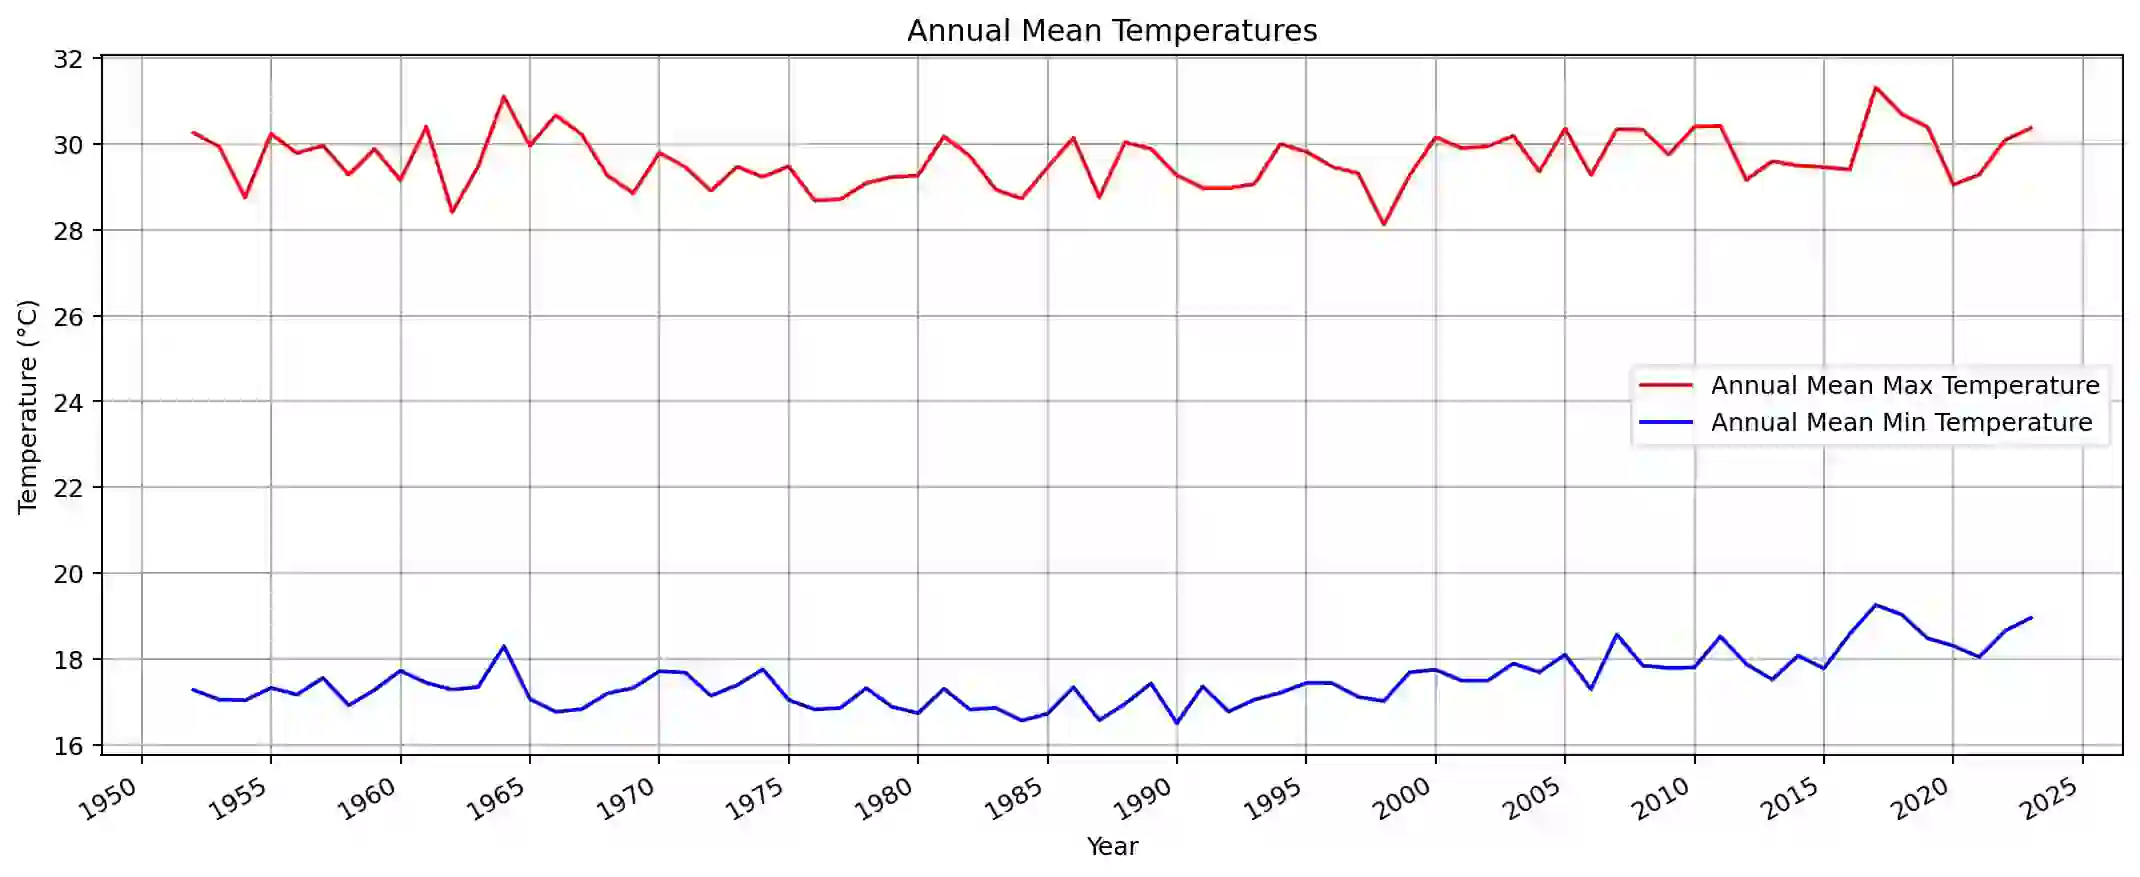 Annual Mean Temperatures
32
30
28
26
24
22
20
18
16
Temperature (°C)
Annual Mean Max Temperature
Annual Mean Min Temperature
1950 1955 1960 1965 1970 1975 1980 1985 1990 1995 2000 2005 2010 2015 2020 2025
Year